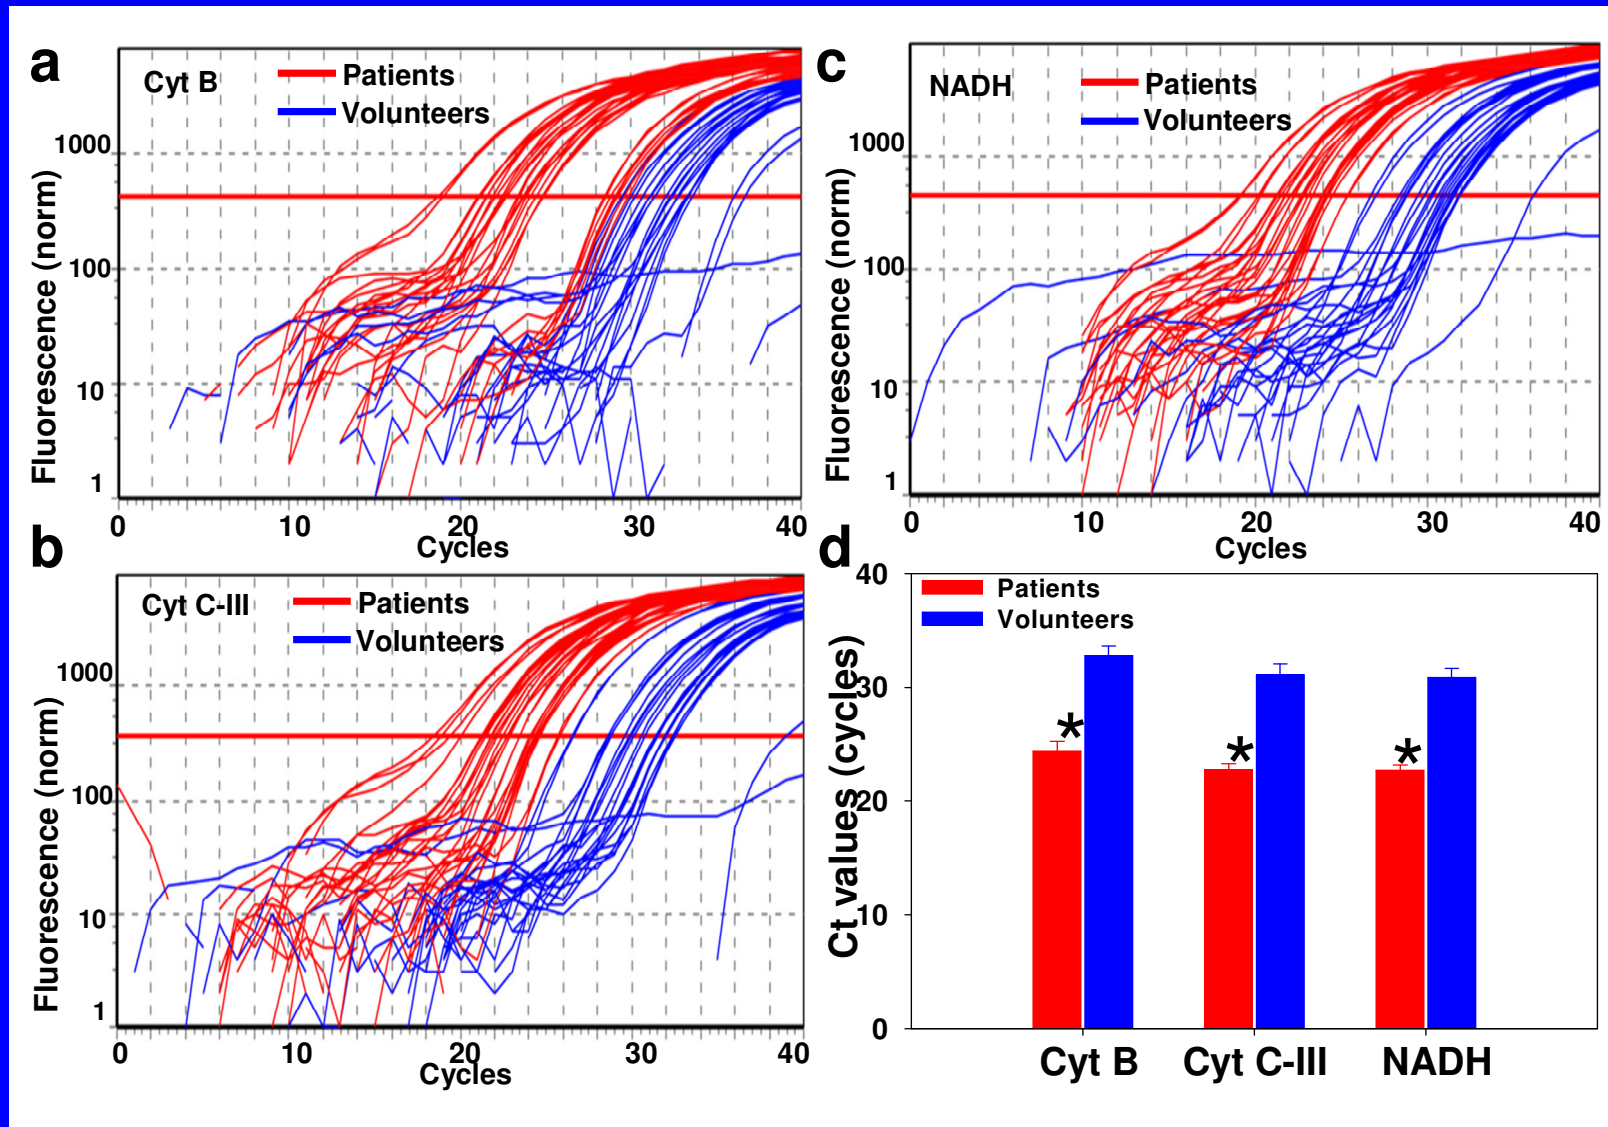 a
Cyt B
Patients
Volunteers
Fluorescence (norm)
1000
100
10
1
0 10 20 30 40
Cycles
c
NADH
Patients
Volunteers
Fluorescence (norm)
1000
100
10
1
0 10 20 30 40
Cycles
b
Cyt C-III
Patients
Volunteers
Fluorescence (norm)
1000
100
10
1
0 10 20 30 40
Cycles
d
Patients
Volunteers
Ct values (cycles)
40
30
20
10
0
* * *
Cyt B Cyt C-III NADH